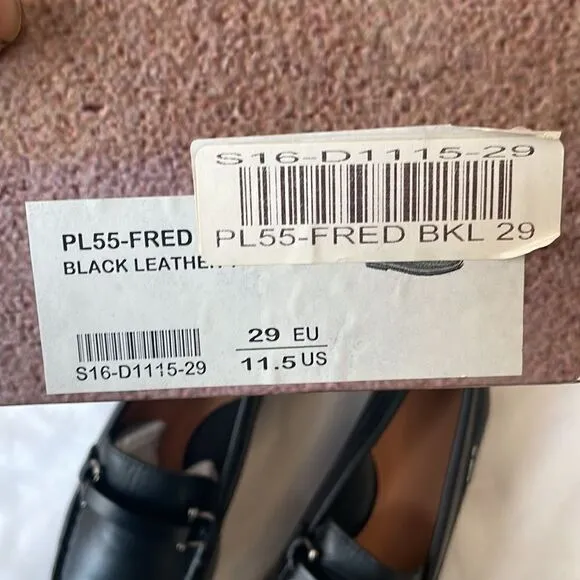 S16-D1115-29
PL55-FRED BKL 29
PL55-FRED
BLACK LEATHER
29 EU
11.5 US
S16-D1115-29